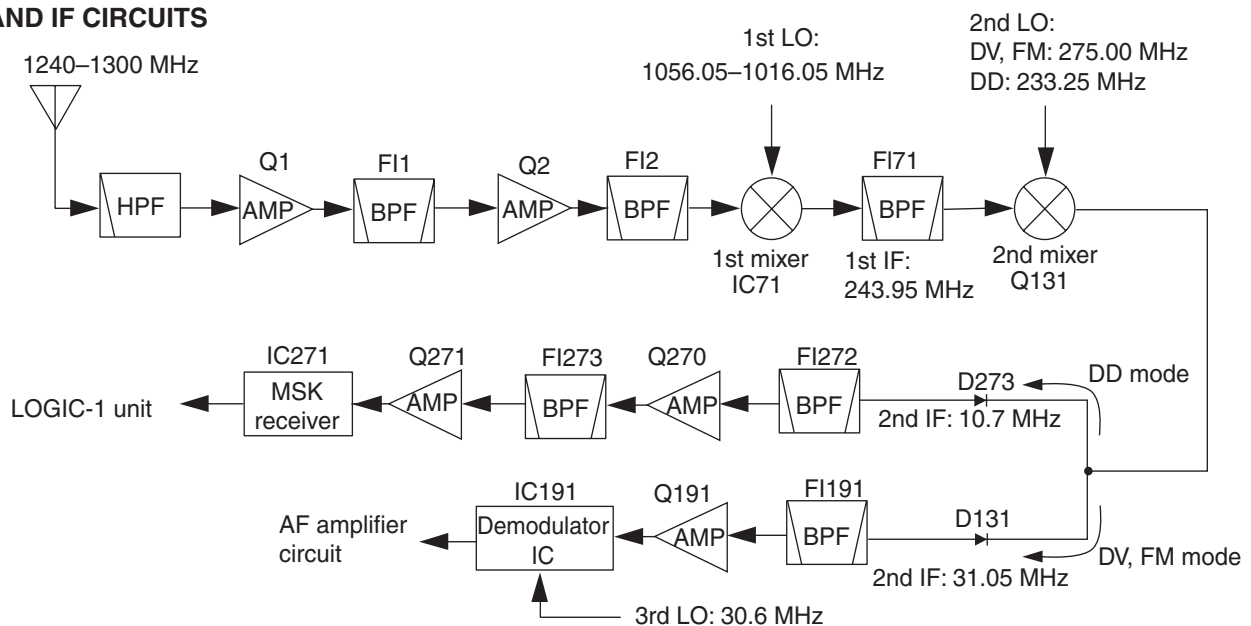 AND IF CIRCUITS
1240–1300 MHz
1st LO:
1056.05–1016.05 MHz
2nd LO:
DV, FM: 275.00 MHz
DD: 233.25 MHz
HPF
Q1
AMP
FI1
BPF
Q2
AMP
FI2
BPF
1st mixer
IC71
FI71
BPF
1st IF:
243.95 MHz
2nd mixer
Q131
LOGIC-1 unit
IC271
MSK
receiver
Q271
AMP
FI273
BPF
Q270
AMP
FI272
BPF
D273
2nd IF: 10.7 MHz
DD mode
AF amplifier
circuit
IC191
Demodulator
IC
Q191
AMP
FI191
BPF
D131
2nd IF: 31.05 MHz
DV, FM mode
3rd LO: 30.6 MHz